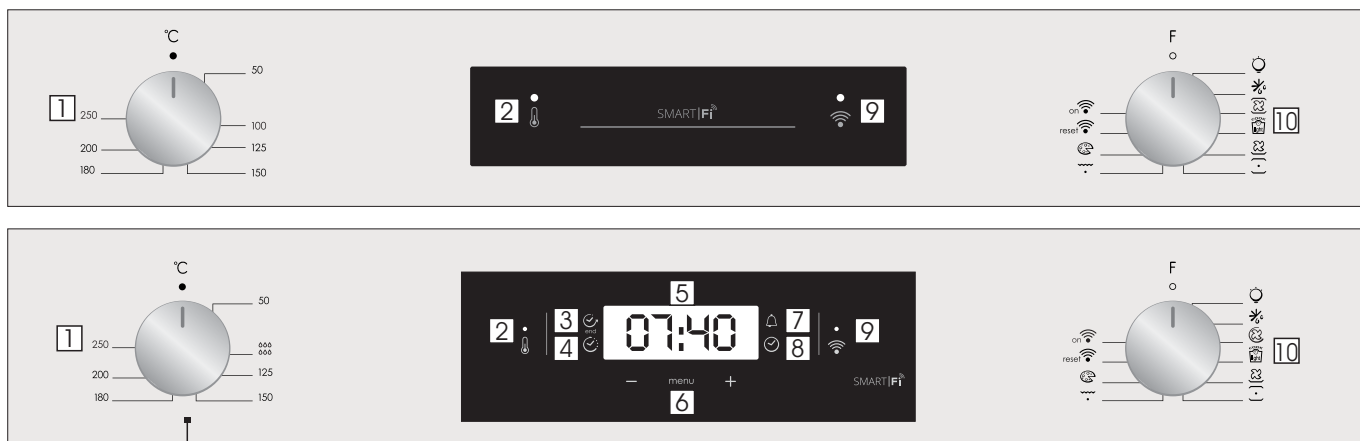 °C F
50
1 250 2 SMART|Fi 9 on 10
100 reset
200 125
180 150
°C F
50
5
1 250 2 3 end 07:40 7 9 on 10
4 8 reset
200 125 − menu + SMART|Fi
180 150 6